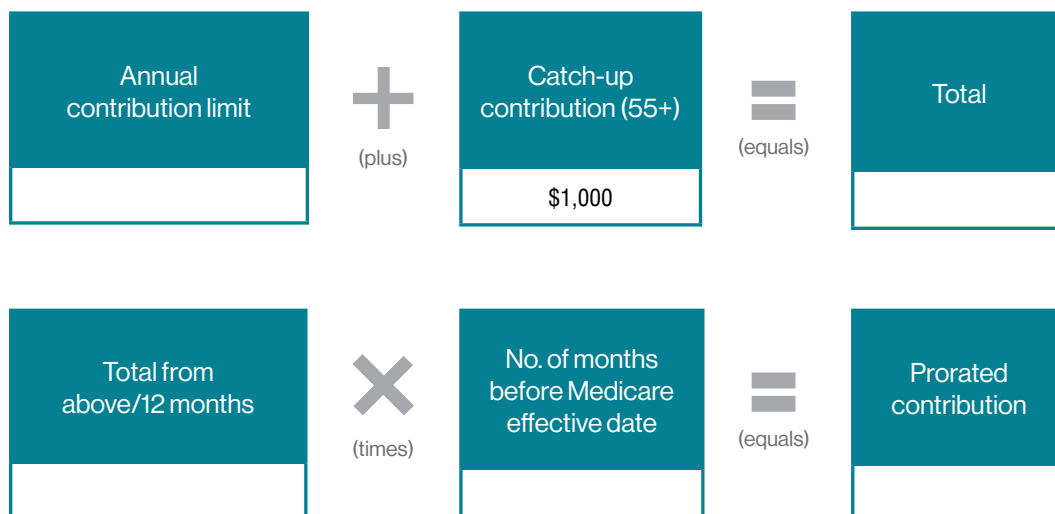 Annual
contribution limit
(plus)
Catch-up
contribution (55+)
$1,000
(equals)
Total
Total from
above/12 months
(times)
No. of months
before Medicare
effective date
(equals)
Prorated
contribution